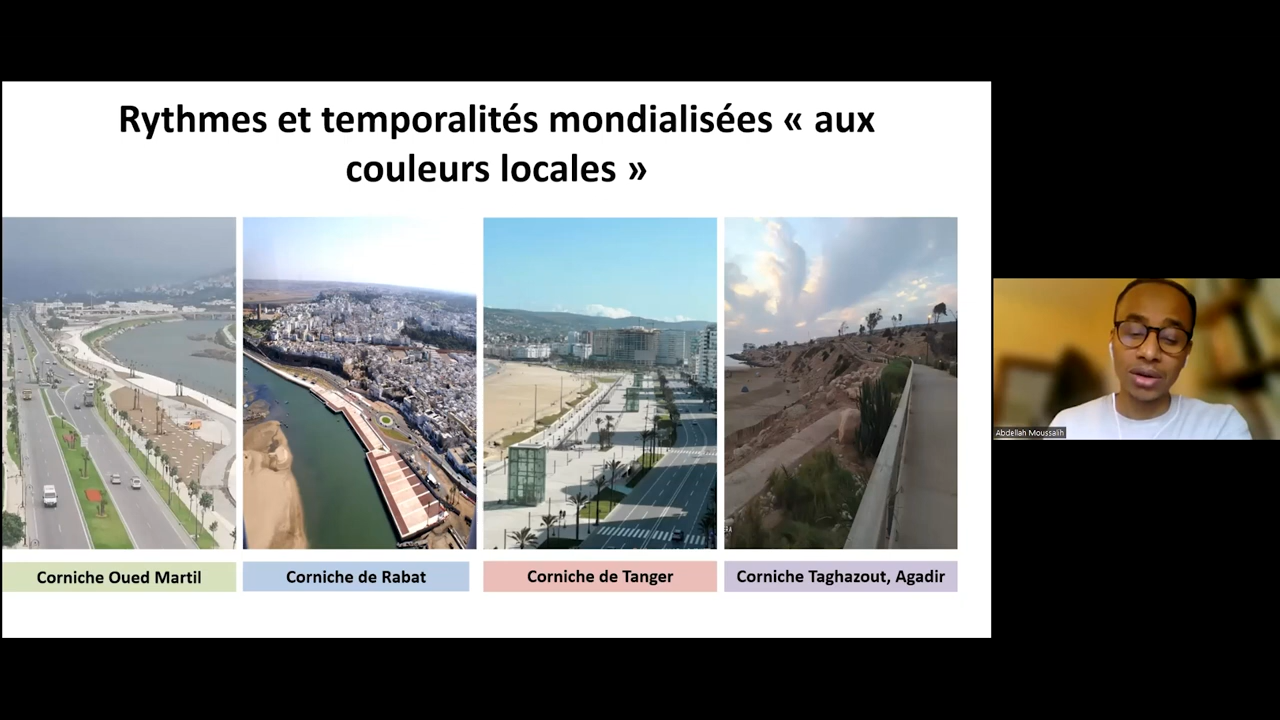 Rythmes et temporalités mondialisées « aux
couleurs locales »
Corniche Oued Martil
Corniche de Rabat
Corniche de Tanger
Corniche Taghazout, Agadir
Abdellah Moussalih